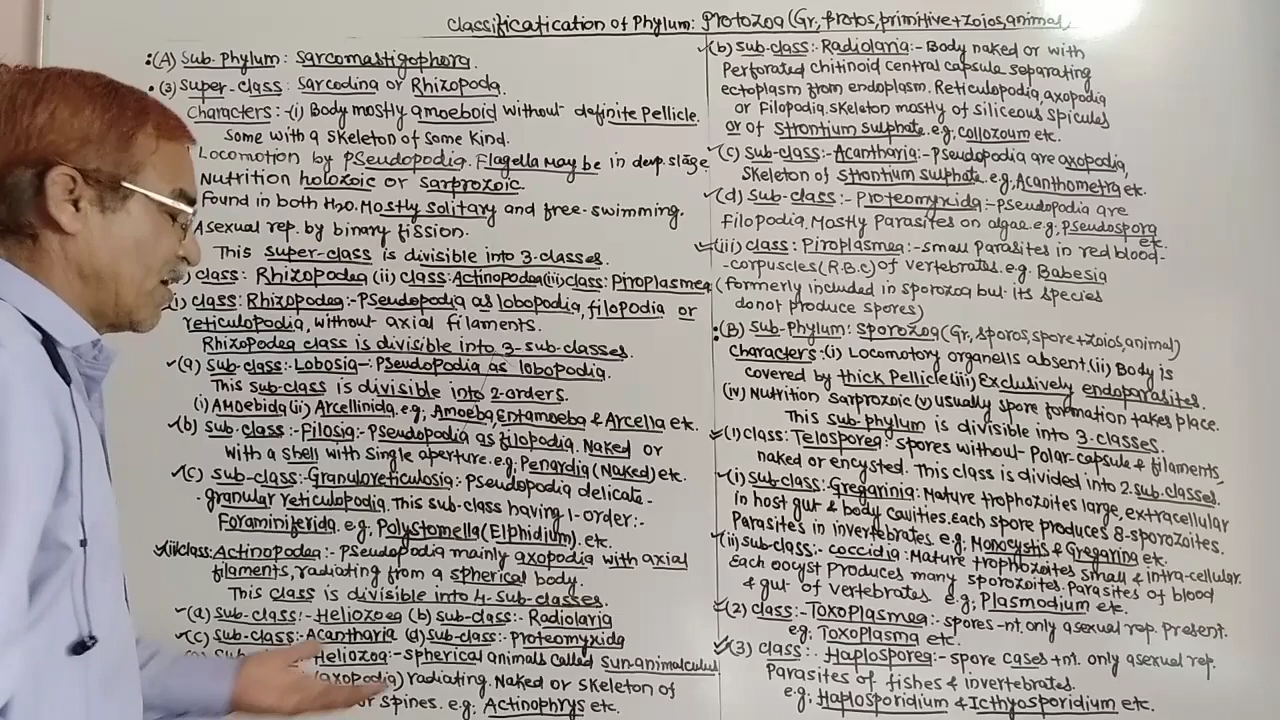 Classificatication of Phylum: Protozoa (Gr, protos, primitive + zoios, animal
:(A) Sub-Phylum: Sarcomastigophora.
·(3) Super-class: Sarcodina or Rhizopoda.
Characters:-(i) Body mostly amoeboid without definite Pellicle.
Some with a skeleton of some Kind.
Locomotion by Pseudopodia. Flagella may be in devp. stage
Nutrition holozoic or sarprozoic.
Found in both H2O. Mostly solitary and free-swimming.
Asexual rep. by binary fission.
This super-class is divisible into 3-classes.
class: Rhizopodea (ii) class: Actinopodea (iii) class: Piroplasmea
(i) class: Rhizopodea:- Pseudopodia as lobopodia, filopodia or
reticulopodia, without axial filaments.
Rhizopodea class is divisible into 3-sub-classes.
(a) Sub-class: Lobosia-: Pseudopodia as lobopodia.
This sub-class is divisible into 2-orders.
(i) Amoebida (ii) Arcellinida. e.g; Amoeba, Entamoeba & Arcella etc.
(b) Sub-class:- Filosia:- Pseudopodia as filopodia. Naked or
with a shell with single aperture. e.g; Penardia (Naked) etc.
(c) Sub-class:- Granuloreticulosia:- Pseudopodia delicate-
-granular reticulopodia. This sub-class having 1-order:-
Foraminiferida. e.g; Polystomella (Elphidium). etc.
(ii) class: Actinopodea:- Pseudopodia mainly axopodia with axial
filaments, radiating from a spherical body.
This class is divisible into 4-sub-classes.
(a) Sub-class:- Heliozoea (b) Sub-class:- Radiolaria
(c) Sub-class:- Acantharia (d) Sub-class:- Proteomyxida
Heliozoa:- spherical animals called sun-animalculus
(axopodia) radiating. Naked or skeleton of
or spines. e.g; Actinophrys etc.
(b) Sub-class:- Radiolaria:- Body naked or with
Perforated chitinoid central capsule separating
ectoplasm from endoplasm. Reticulopodia, axopodia
or Filopodia. skeleton mostly of siliceous spicules
or of strontium sulphate. e.g; collozoum etc.
(c) Sub-class:- Acantharia:- pseudopodia are axopodia,
Skeleton of strontium sulphate. e.g; Acanthometra etc.
(d) Sub-class:- Proteomyxida:- pseudopodia are
filopodia. Mostly Parasites on algae. e.g; Pseudospora
etc.
(iii) class: Piroplasmea:- small Parasites in red blood-
-corpuscles (R.B.c) of vertebrates. e.g. Babesia
(formerly included in sporozoa but its species
donot produce spores)
:(B) Sub-phylum: Sporozoa (Gr, sporos, spore + zoios, animal)
Characters:(i) Locomotory organells absent. (ii) Body is
covered by thick Pellicle (iii) Exclusively endoparasites.
(iv) Nutrition Sarprozoic (v) usually spore formation takes place.
This sub-phylum is divisible into 3-classes.
(1) class: Telosporea: spores without Polar-capsule & filaments,
naked or encysted. This class is divided into 2 sub-classes.
(i) Sub-class: Gregarinia: Mature trophozoites large, extracellular
in host gut & body cavities. Each spore produces 8-sporozoites.
Parasites in invertebrates. e.g; Monocystis & Gregarina etc.
(ii) Sub-class:- coccidia: Mature trophozoites small & intra-cellular.
Each oocyst produces many sporozoites. Parasites of blood
& gut of vertebrates. e.g; Plasmodium etc.
(2) class:- Toxoplasmea:- spores-nt. only asexual rep. Present.
e.g; Toxoplasma etc.
(3) class:- Haplosporea:- spore cases +nt. only asexual rep.
Parasites of fishes & invertebrates.
e.g; Haplosporidium & Icthyosporidium etc.